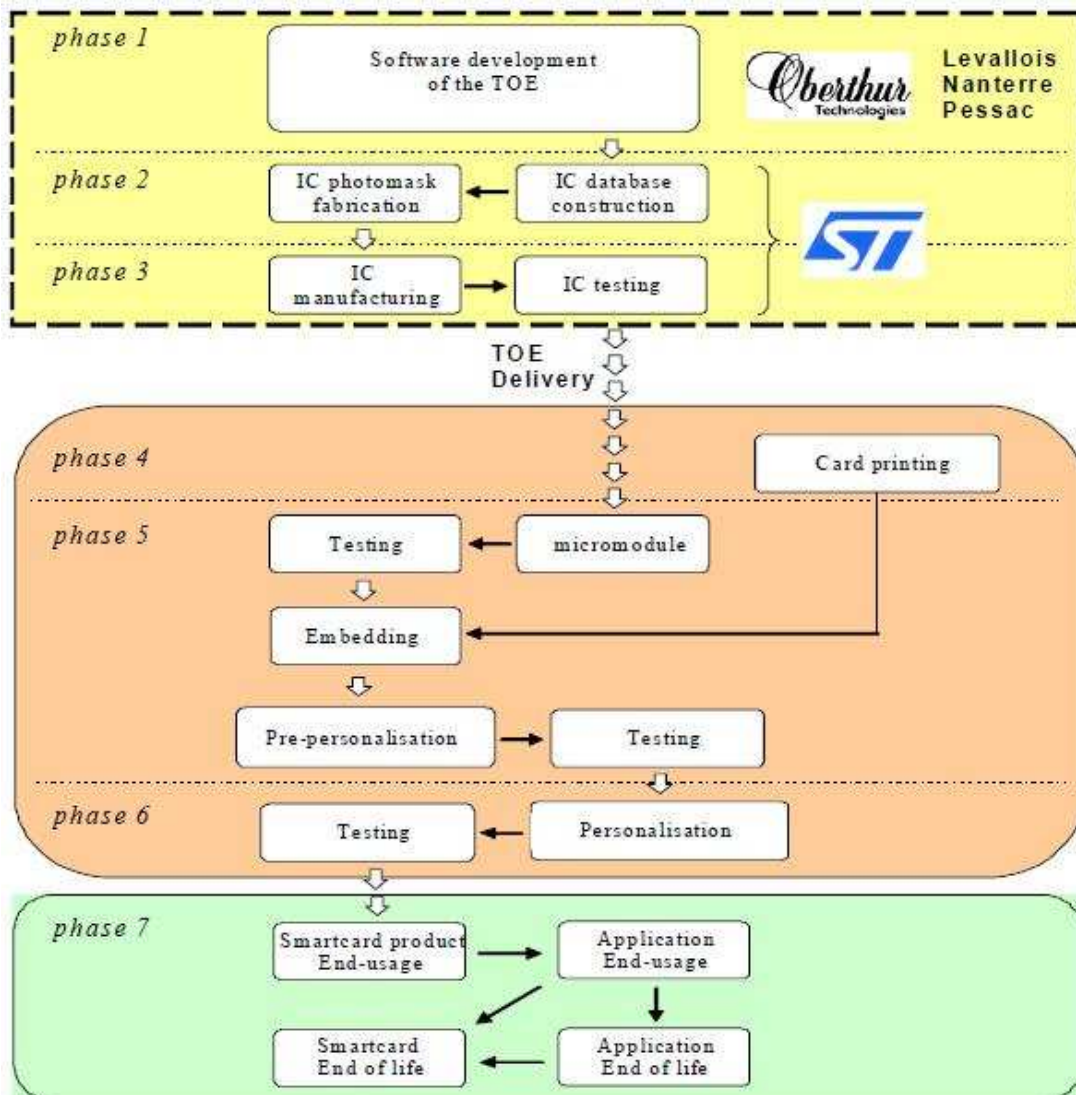 phase 1
Software development
of the TOE
Oberthur
Technologies
Levallois
Nanterre
Pessac
phase 2
IC photomask
fabrication
IC database
construction
ST
phase 3
IC
manufacturing
IC testing
TOE
Delivery
phase 4
Card printing
phase 5
Testing
micromodule
Embedding
Pre-personalisation
Testing
phase 6
Testing
Personalisation
phase 7
Smartcard product
End-usage
Application
End-usage
Smartcard
End of life
Application
End of life